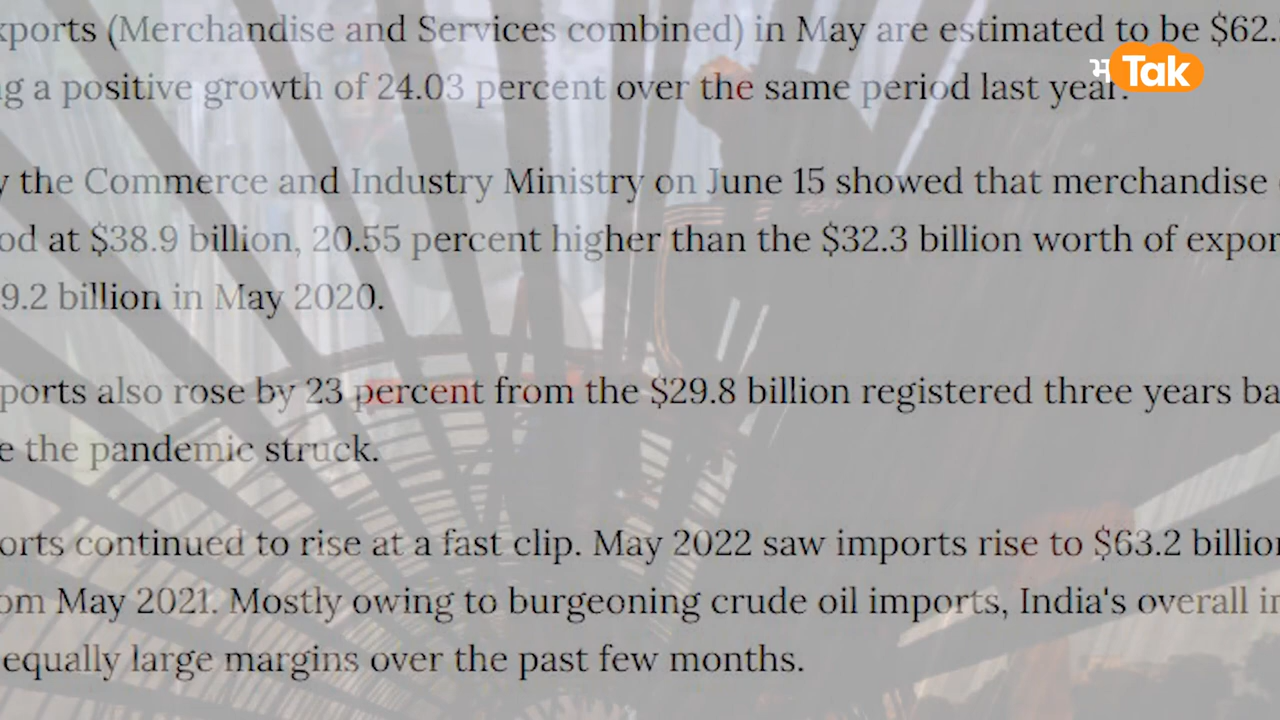 xports (Merchandise and Services combined) in May are estimated to be $62.
g a positive growth of 24.03 percent over the same period last year.
Tak
y the Commerce and Industry Ministry on June 15 showed that merchandise
od at $38.9 billion, 20.55 percent higher than the $32.3 billion worth of expor
9.2 billion in May 2020.
ports also rose by 23 percent from the $29.8 billion registered three years ba
e the pandemic struck.
orts continued to rise at a fast clip. May 2022 saw imports rise to $63.2 billion
om May 2021. Mostly owing to burgeoning crude oil imports, India's overall i
equally large margins over the past few months.